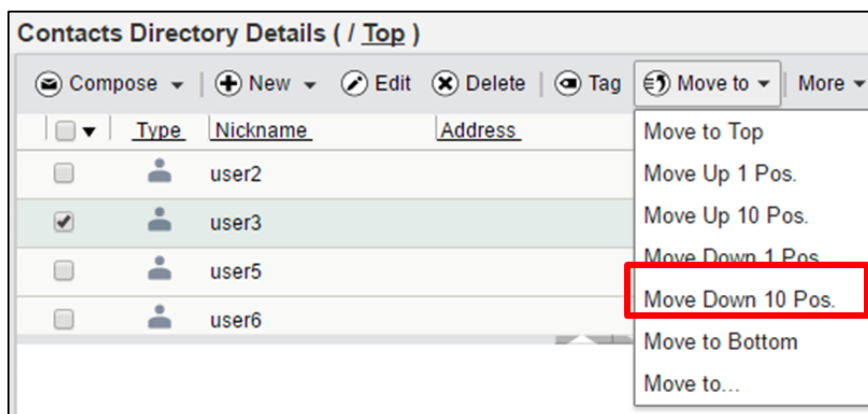 Contacts Directory Details ( / Top )
Compose New Edit Delete Tag Move to More
Type Nickname Address
user2
user3
user5
user6
Move to Top
Move Up 1 Pos.
Move Up 10 Pos.
Move Down 1 Pos.
Move Down 10 Pos.
Move to Bottom
Move to...